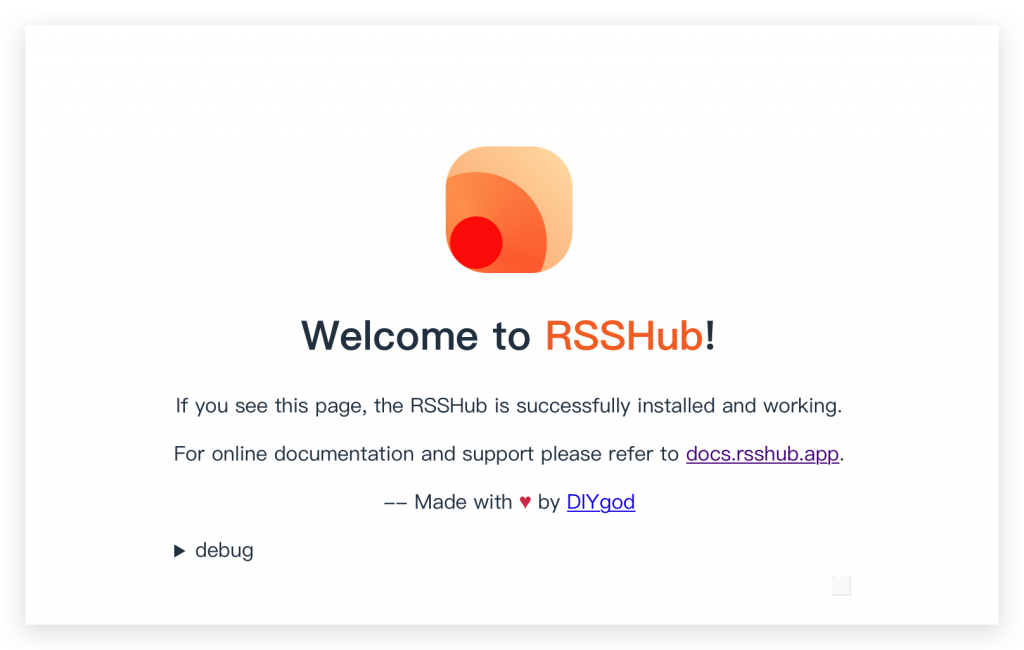 Welcome to RSSHub!
If you see this page, the RSSHub is successfully installed and working.
For online documentation and support please refer to docs.rsshub.app.
-- Made with ♥ by DIYgod
▶ debug